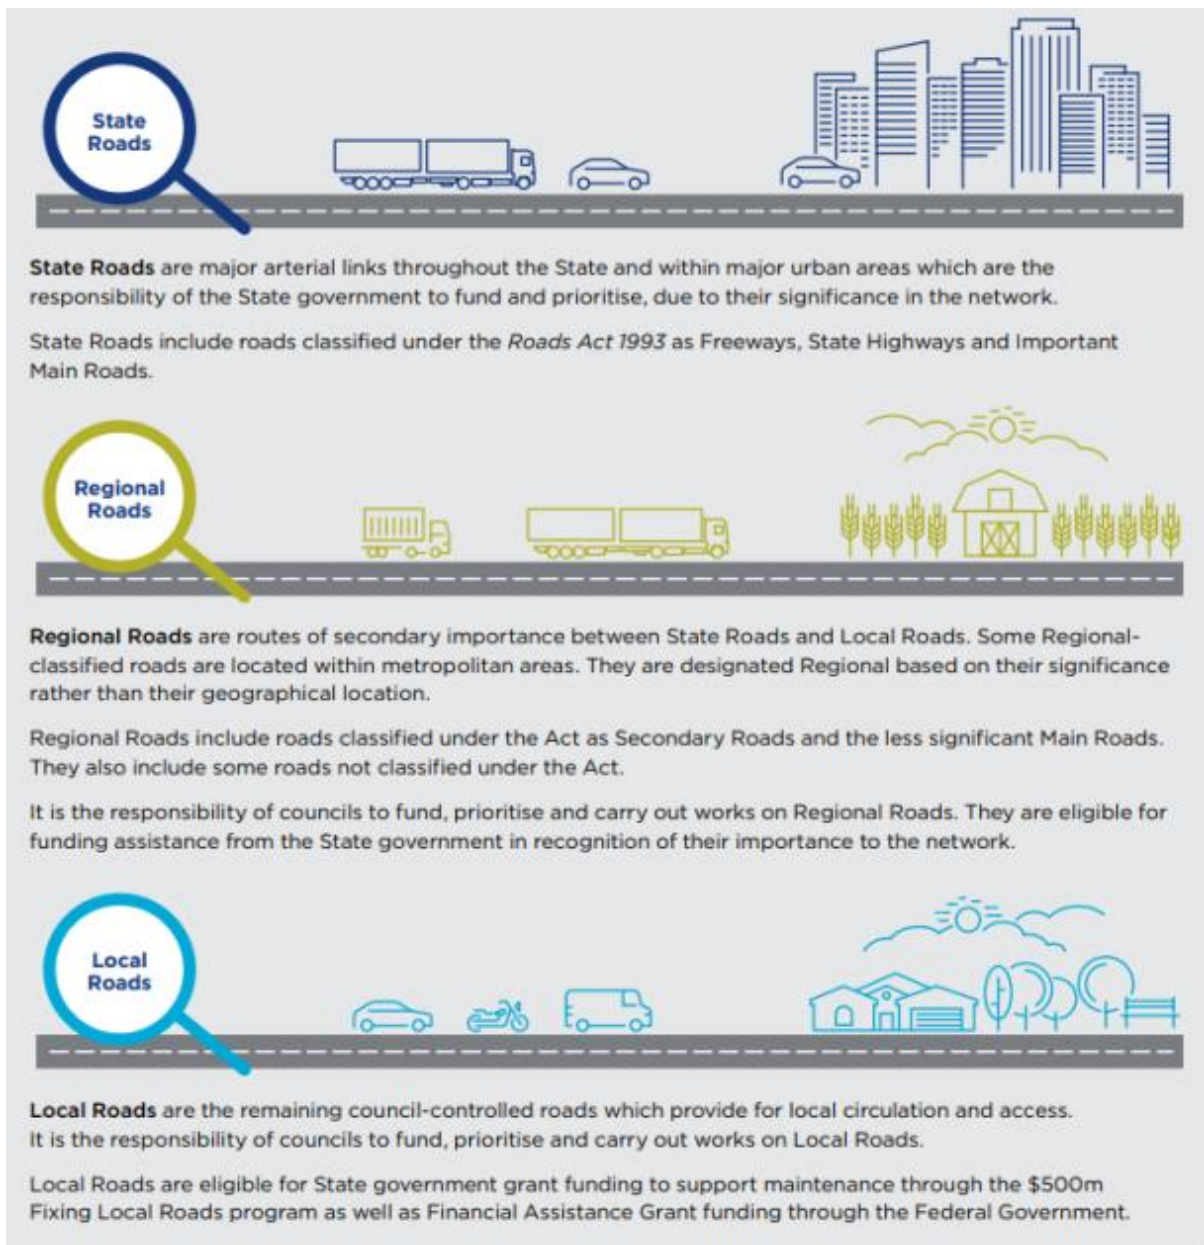 State
Roads
State Roads are major arterial links throughout the State and within major urban areas which are the
responsibility of the State government to fund and prioritise, due to their significance in the network.
State Roads include roads classified under the Roads Act 1993 as Freeways, State Highways and Important
Main Roads.
Regional
Roads
Regional Roads are routes of secondary importance between State Roads and Local Roads. Some Regional-
classified roads are located within metropolitan areas. They are designated Regional based on their significance
rather than their geographical location.
Regional Roads include roads classified under the Act as Secondary Roads and the less significant Main Roads.
They also include some roads not classified under the Act.
It is the responsibility of councils to fund, prioritise and carry out works on Regional Roads. They are eligible for
funding assistance from the State government in recognition of their importance to the network.
Local
Roads
Local Roads are the remaining council-controlled roads which provide for local circulation and access.
It is the responsibility of councils to fund, prioritise and carry out works on Local Roads.
Local Roads are eligible for State government grant funding to support maintenance through the $500m
Fixing Local Roads program as well as Financial Assistance Grant funding through the Federal Government.